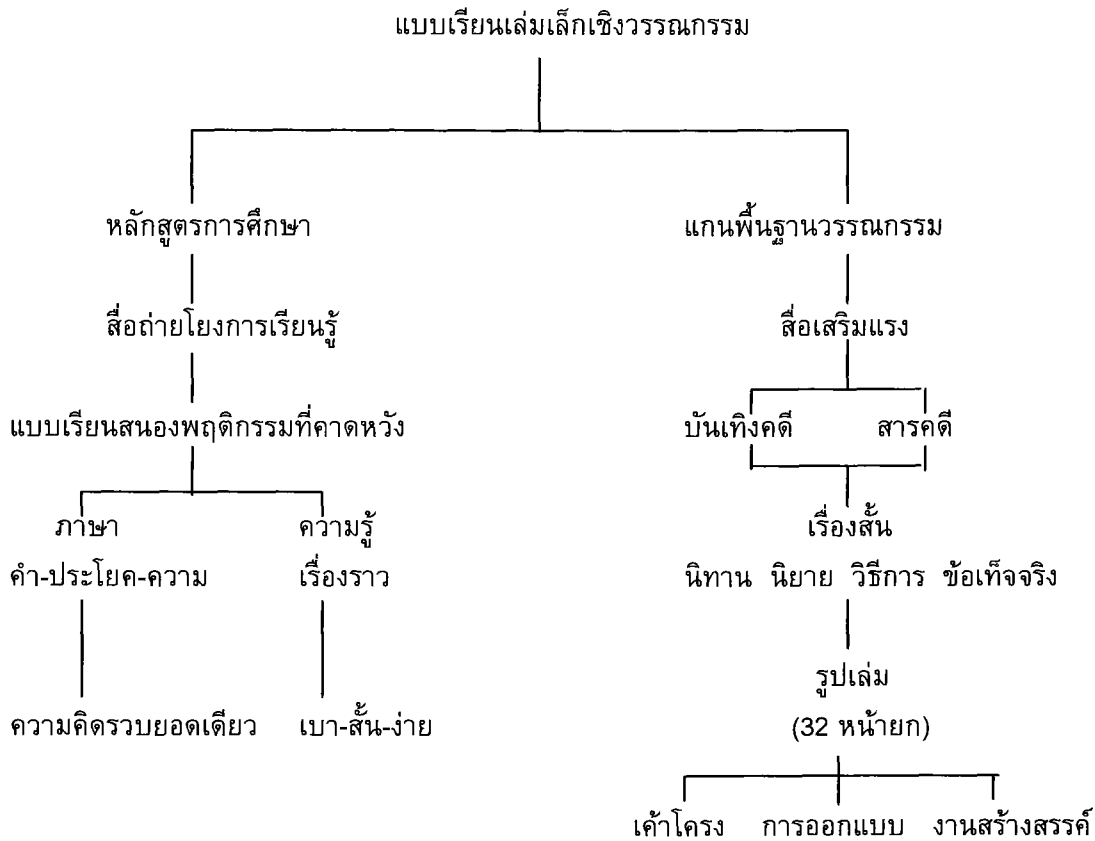 แบบเรียนเล่มเล็กเชิงวรรณกรรม
หลักสูตรการศึกษา แกนพื้นฐานวรรณกรรม
สื่อถ่ายโยงการเรียนรู้ สื่อเสริมแรง
แบบเรียนสนองพฤติกรรมที่คาดหวัง บันเทิงคดี สารคดี
ภาษา ความรู้ เรื่องสั้น
คำ-ประโยค-ความ เรื่องราว นิทาน นิยาย วิธีการ ข้อเท็จจริง
รูปเล่ม
ความคิดรวบยอดเดียว เบา-สั้น-ง่าย (32 หน้ายก)
เค้าโครง การออกแบบ งานสร้างสรรค์